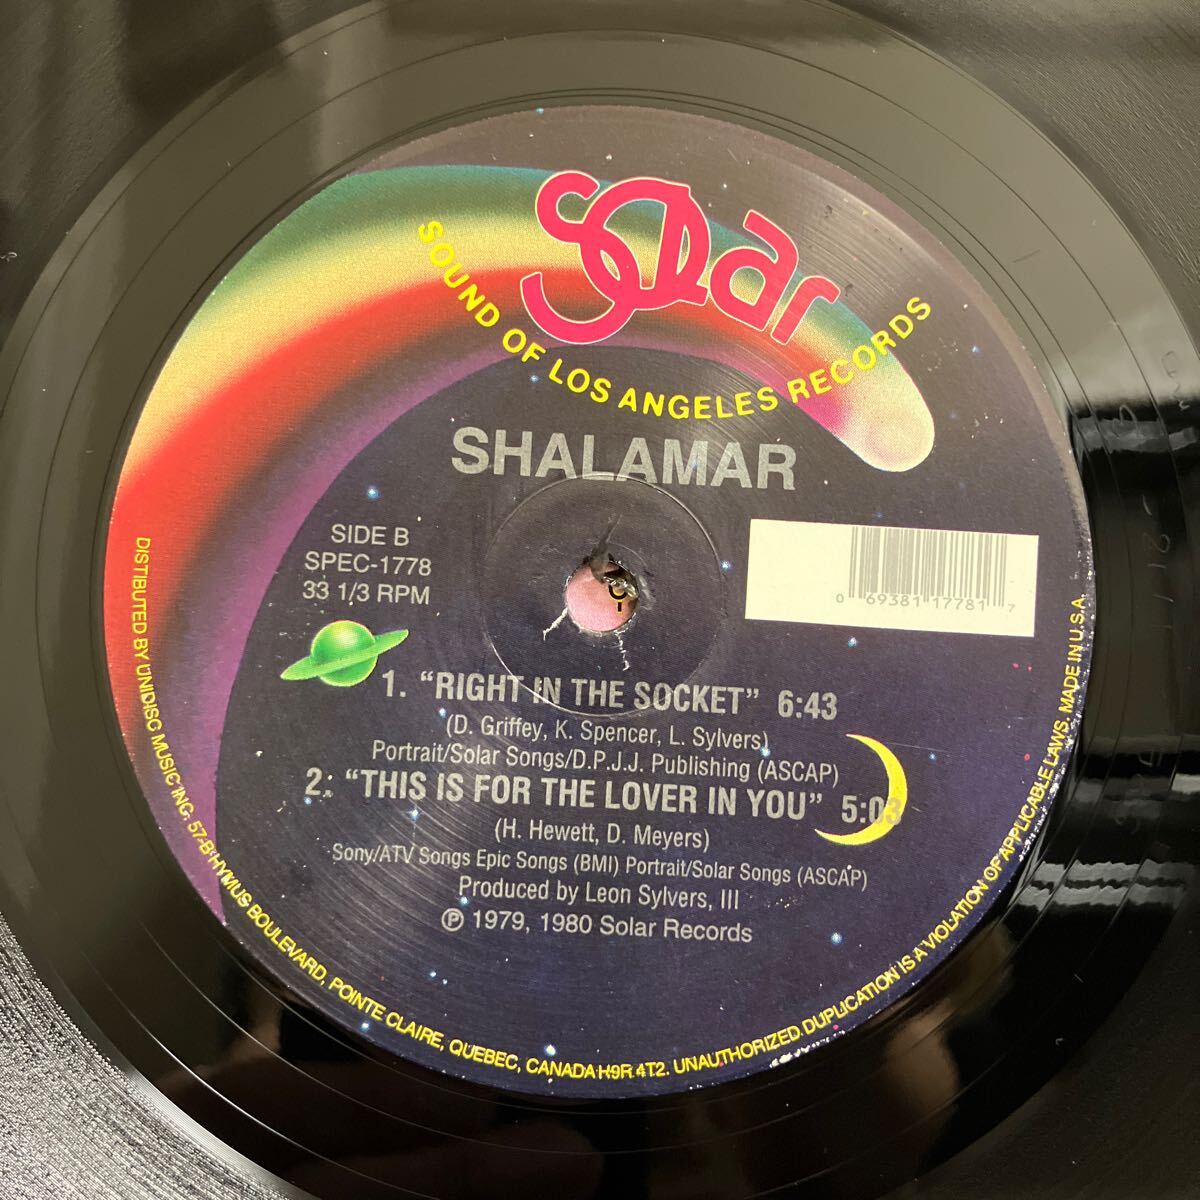 solar
SOUND OF LOS ANGELES RECORDS
SHALAMAR
SIDE B
SPEC-1778
33 1/3 RPM
0 69381 17781 7
1. “RIGHT IN THE SOCKET” 6:43
(D. Griffey, K. Spencer, L. Sylvers)
Portrait/Solar Songs/D.P.J.J. Publishing (ASCAP)
2. “THIS IS FOR THE LOVER IN YOU” 5:03
(H. Hewett, D. Meyers)
Sony/ATV Songs Epic Songs (BMI) Portrait/Solar Songs (ASCAP)
Produced by Leon Sylvers, III
℗ 1979, 1980 Solar Records
DISTIBUTED BY UNIDISC MUSIC INC. 57-B HYMUS BOULEVARD, POINTE CLAIRE, QUEBEC, CANADA H9R 4T2. UNAUTHORIZED DUPLICATION IS A VIOLATION OF APPLICABLE LAWS. MADE IN U.S.A.